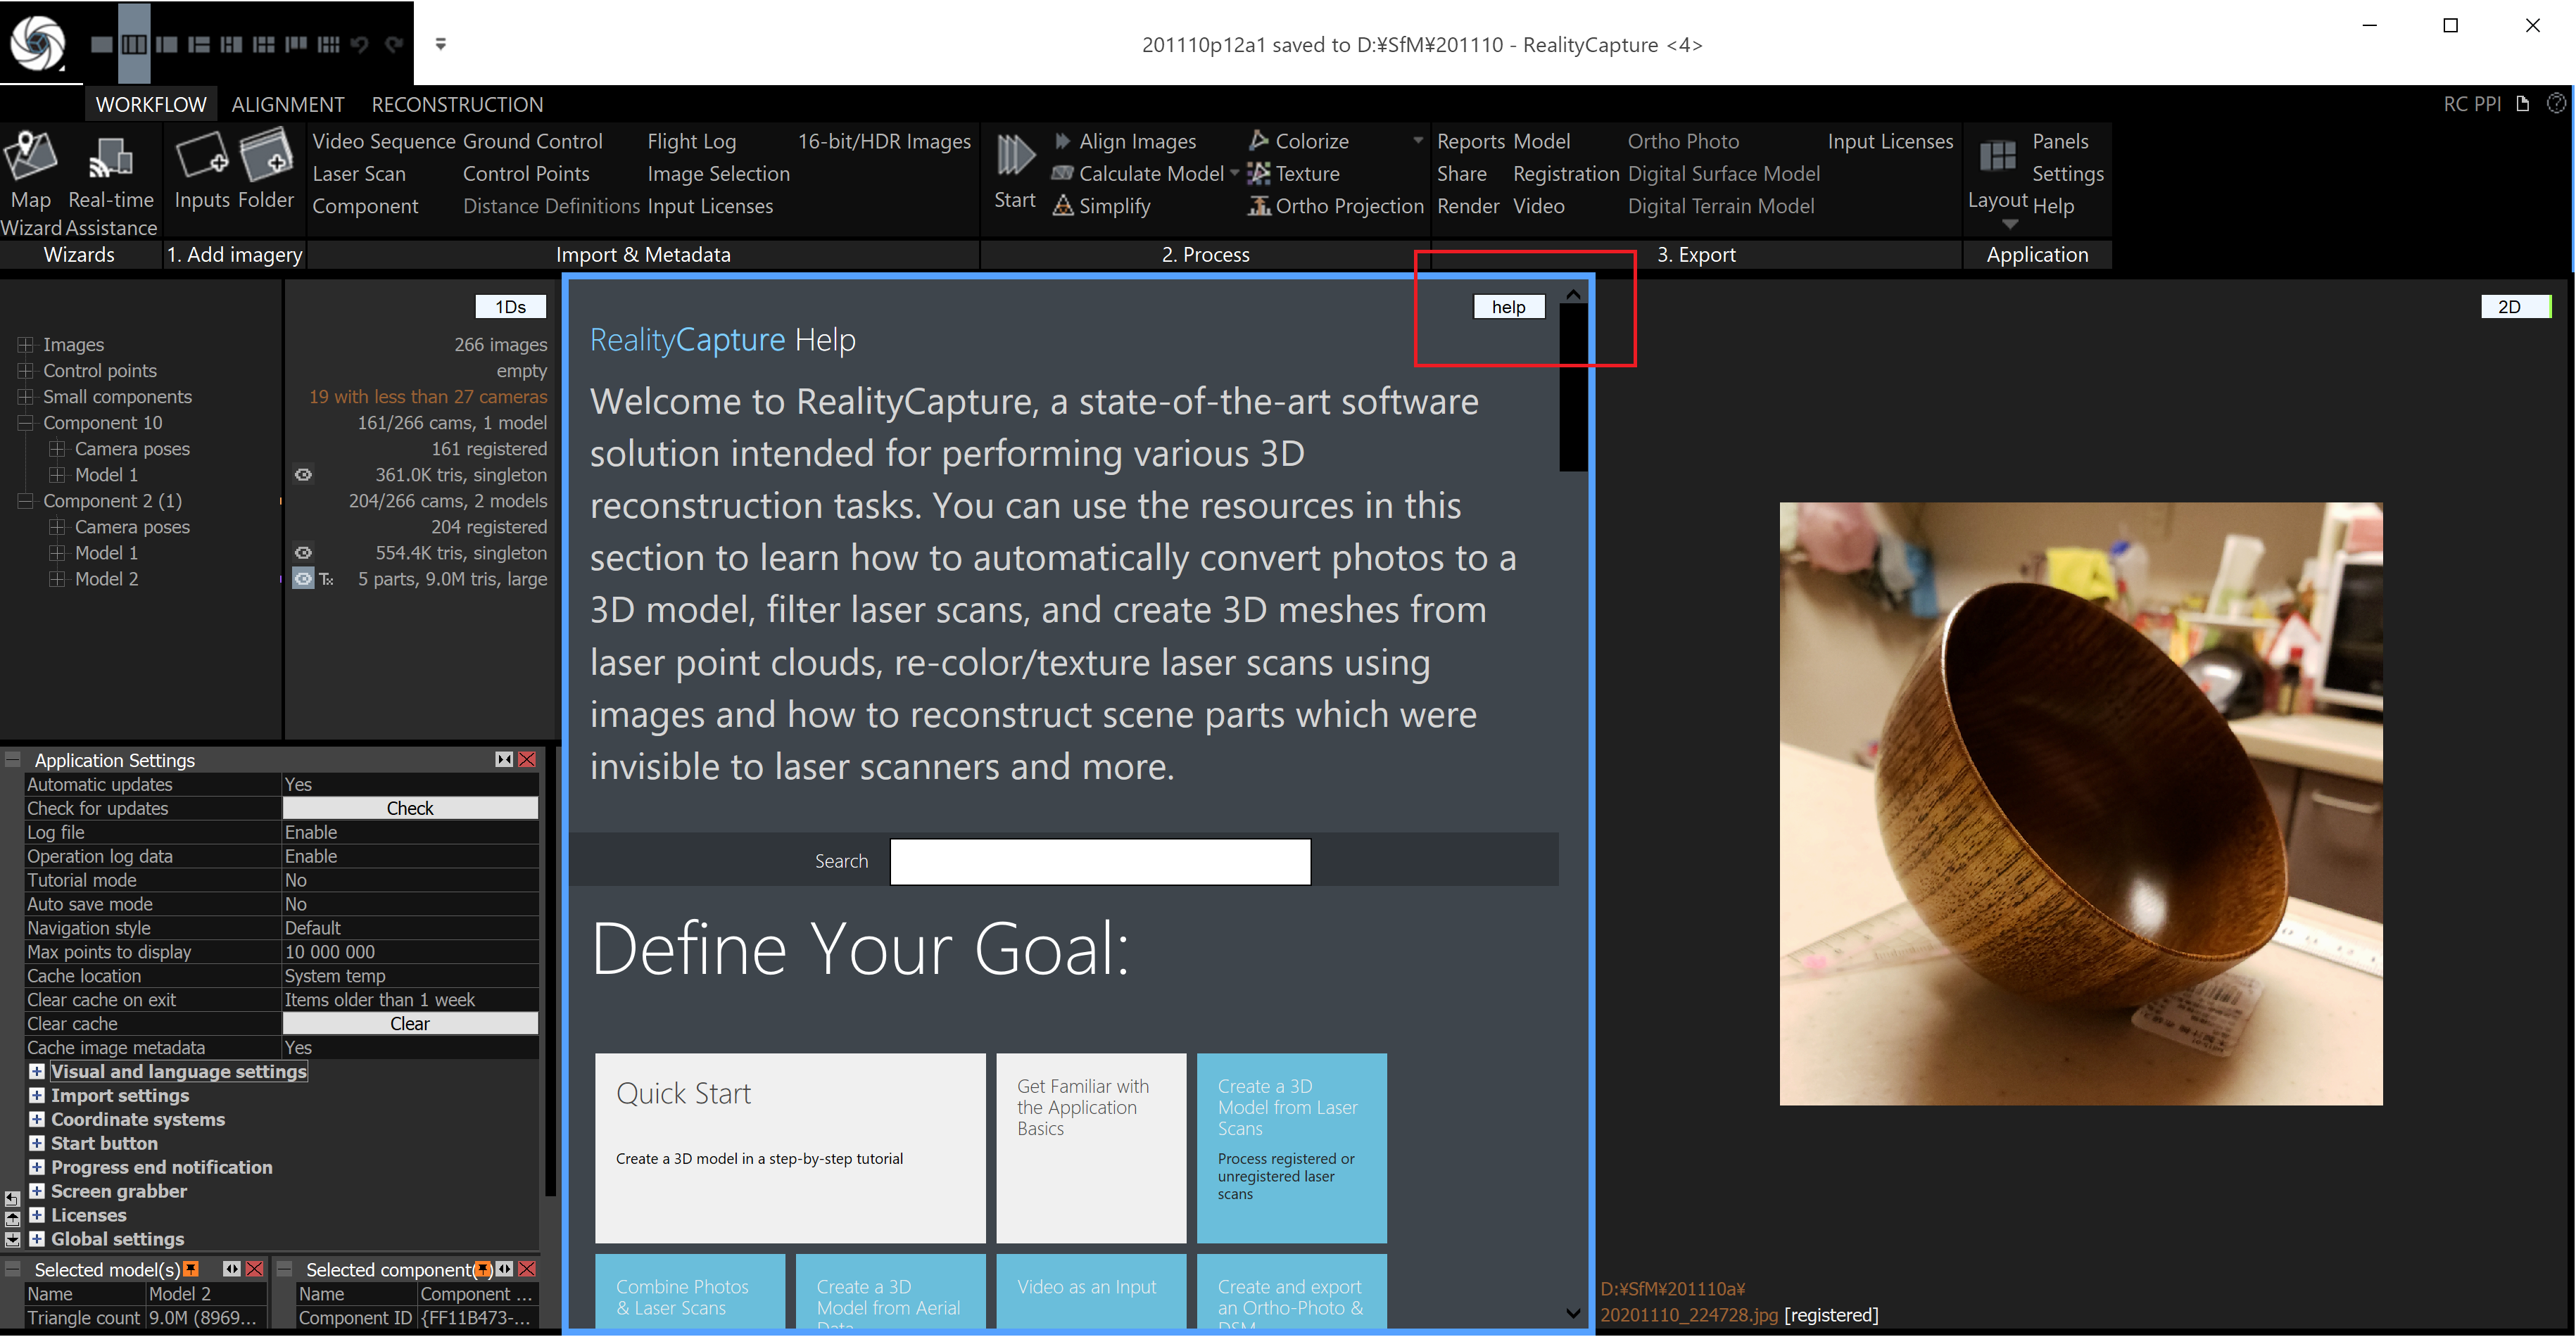 201110p12a1 saved to D:¥SfM¥201110 - RealityCapture <4>
WORKFLOW ALIGNMENT RECONSTRUCTION
RC PPI
Map Wizard
Real-time Assistance
Wizards
Inputs Folder
1. Add imagery
Video Sequence Ground Control Flight Log 16-bit/HDR Images
Laser Scan Control Points Image Selection
Component Distance Definitions Input Licenses
Import & Metadata
Start
Align Images Colorize
Calculate Model Texture
Simplify Ortho Projection
2. Process
Reports Model Ortho Photo Input Licenses
Share Registration Digital Surface Model
Render Video Digital Terrain Model
3. Export
Layout
Panels
Settings
Help
Application
1Ds
Images 266 images
Control points empty
Small components 19 with less than 27 cameras
Component 10 161/266 cams, 1 model
Camera poses 161 registered
Model 1 361.0K tris, singleton
Component 2 (1) 204/266 cams, 2 models
Camera poses 204 registered
Model 1 554.4K tris, singleton
Model 2 Tx 5 parts, 9.0M tris, large
Application Settings
Automatic updates Yes
Check for updates Check
Log file Enable
Operation log data Enable
Tutorial mode No
Auto save mode No
Navigation style Default
Max points to display 10 000 000
Cache location System temp
Clear cache on exit Items older than 1 week
Clear cache Clear
Cache image metadata Yes
Visual and language settings
Import settings
Coordinate systems
Start button
Progress end notification
Screen grabber
Licenses
Global settings
Selected model(s)
Name Model 2
Triangle count 9.0M (8969...
Selected component(
Name Component ...
Component ID {FF11B473-...
help
RealityCapture Help
Welcome to RealityCapture, a state-of-the-art software
solution intended for performing various 3D
reconstruction tasks. You can use the resources in this
section to learn how to automatically convert photos to a
3D model, filter laser scans, and create 3D meshes from
laser point clouds, re-color/texture laser scans using
images and how to reconstruct scene parts which were
invisible to laser scanners and more.
Search
Define Your Goal:
Quick Start
Create a 3D model in a step-by-step tutorial
Get Familiar with
the Application
Basics
Create a 3D
Model from Laser
Scans
Process registered or
unregistered laser
scans
Combine Photos
& Laser Scans
Create a 3D
Model from Aerial
Data
Video as an Input
Create and export
an Ortho-Photo &
DSM
2D
D:¥SfM¥201110a¥
20201110_224728.jpg [registered]